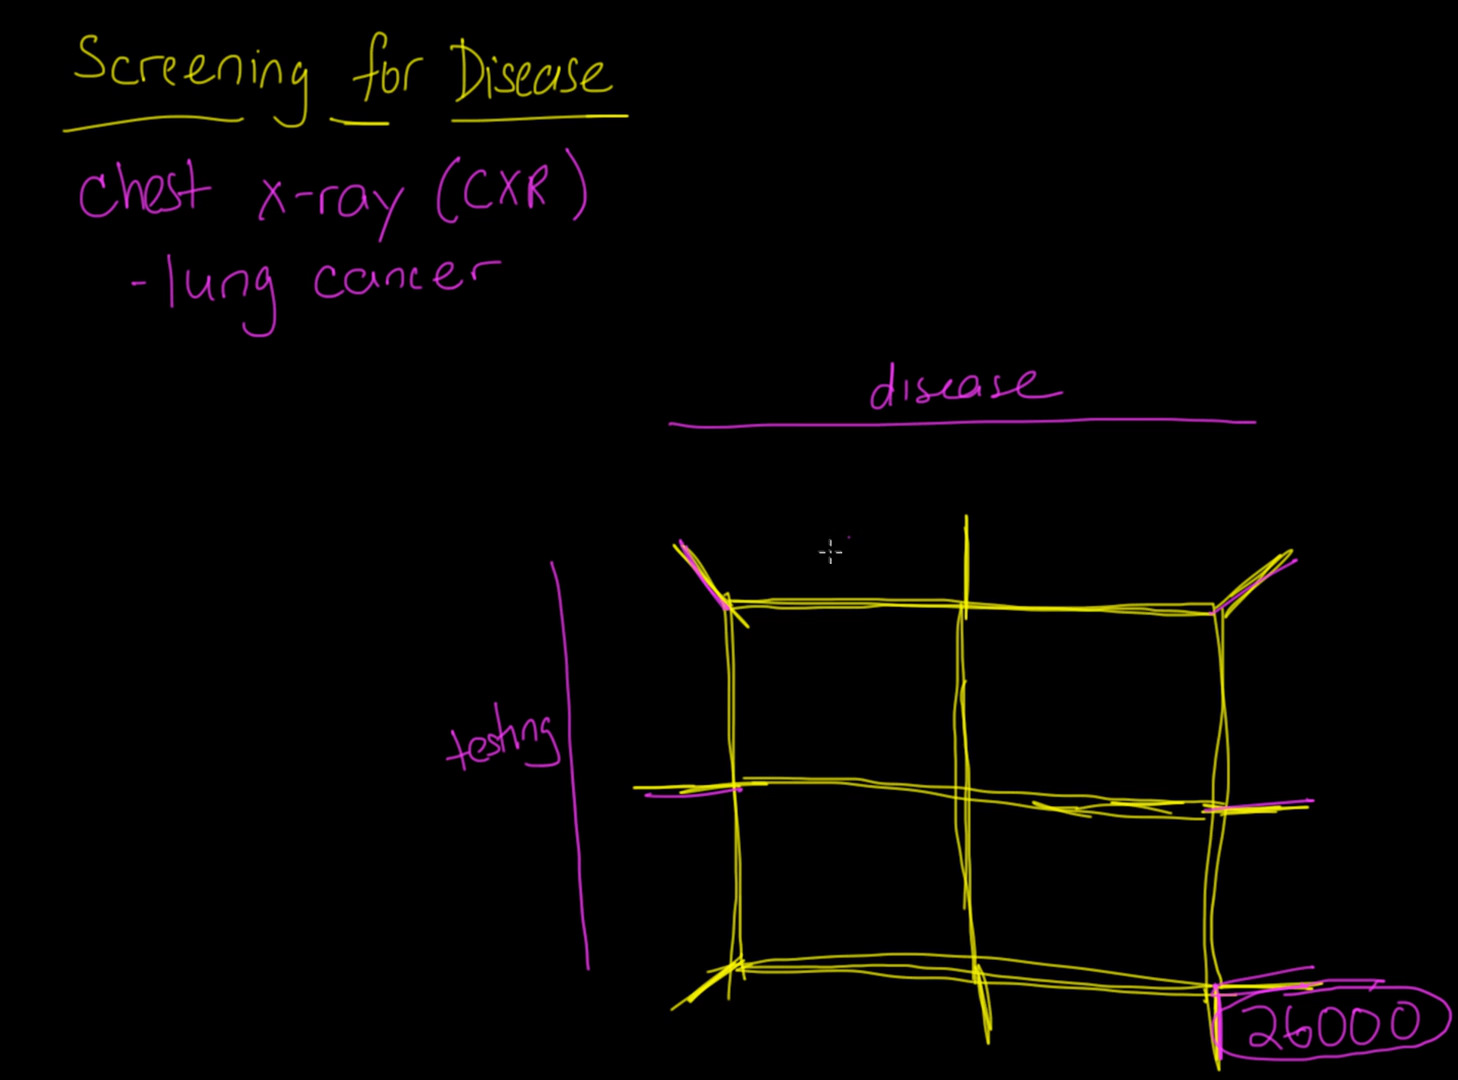 Screening for Disease
Chest x-ray (CXR)
-lung cancer
disease
testing
26000